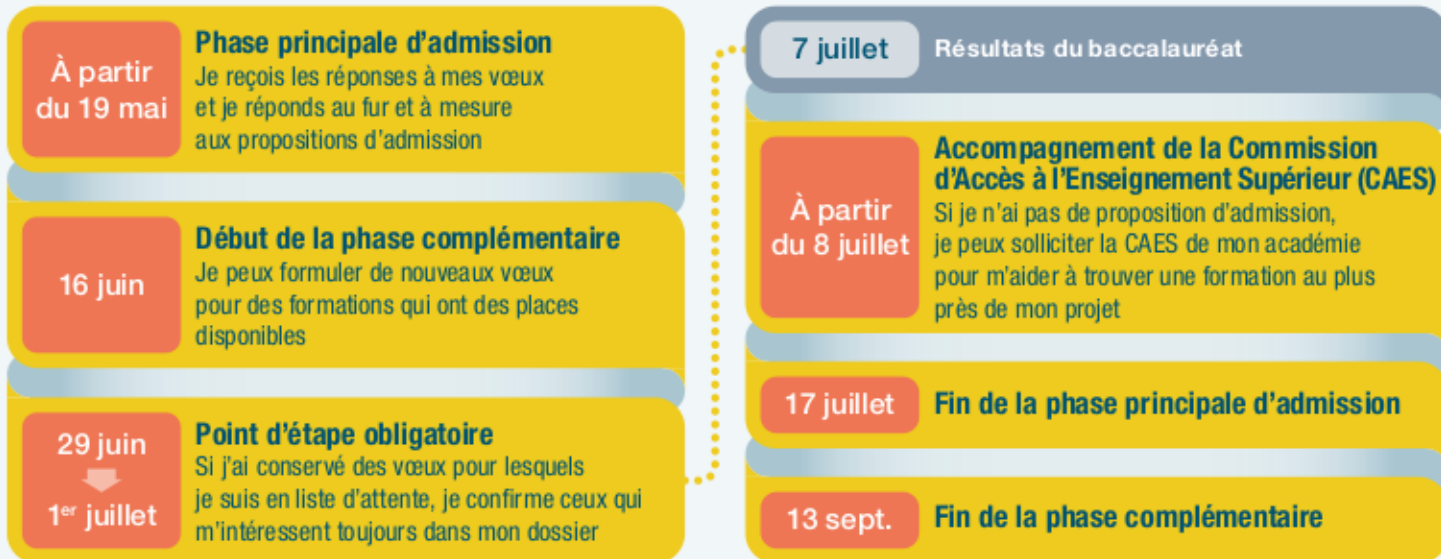 À partir
du 19 mai
Phase principale d'admission
Je reçois les réponses à mes vœux
et je réponds au fur et à mesure
aux propositions d'admission
16 juin
Début de la phase complémentaire
Je peux formuler de nouveaux vœux
pour des formations qui ont des places
disponibles
29 juin
1er juillet
Point d'étape obligatoire
Si j'ai conservé des vœux pour lesquels
je suis en liste d'attente, je confirme ceux qui
m'intéressent toujours dans mon dossier
7 juillet
Résultats du baccalauréat
À partir
du 8 juillet
Accompagnement de la Commission
d'Accès à l'Enseignement Supérieur (CAES)
Si je n'ai pas de proposition d'admission,
je peux solliciter la CAES de mon académie
pour m'aider à trouver une formation au plus
près de mon projet
17 juillet
Fin de la phase principale d'admission
13 sept.
Fin de la phase complémentaire